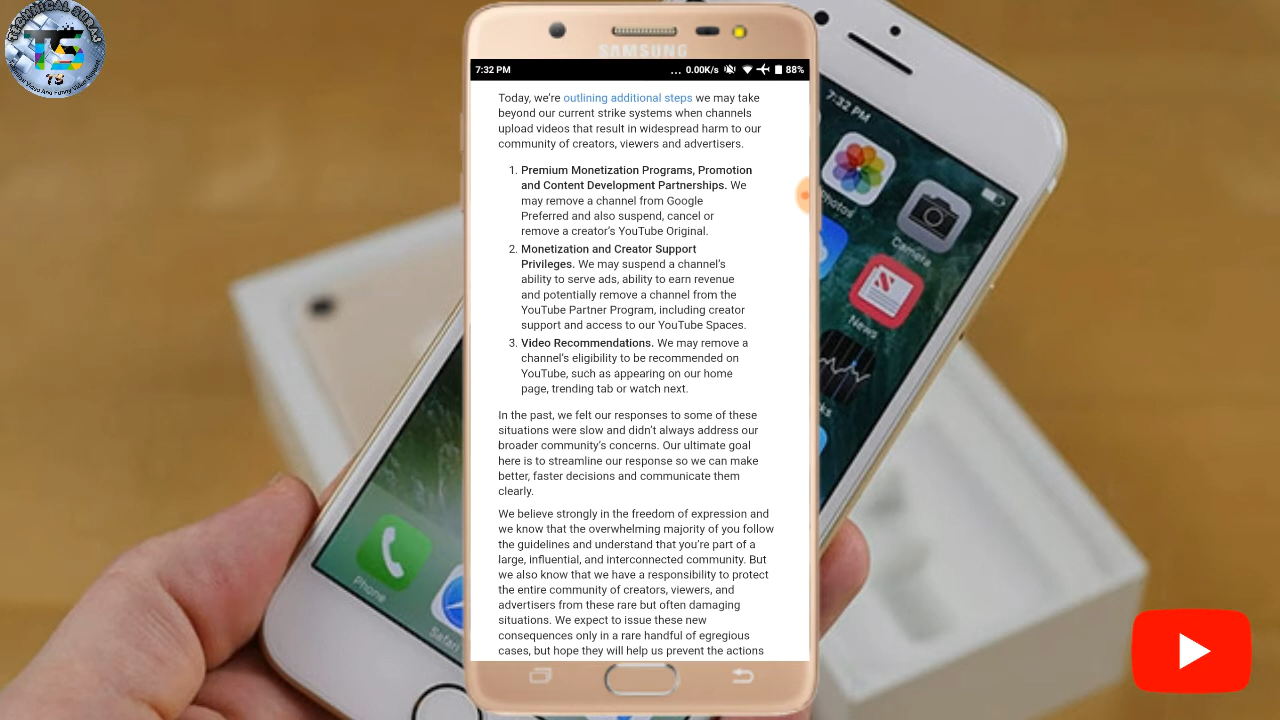 TECHNICAL SURAJ
TS
TS
SAMSUNG
7:32 PM
... 0.00K/s 88%
Today, we're outlining additional steps we may take
beyond our current strike systems when channels
upload videos that result in widespread harm to our
community of creators, viewers and advertisers.
1. Premium Monetization Programs, Promotion
and Content Development Partnerships. We
may remove a channel from Google
Preferred and also suspend, cancel or
remove a creator's YouTube Original.
2. Monetization and Creator Support
Privileges. We may suspend a channel's
ability to serve ads, ability to earn revenue
and potentially remove a channel from the
YouTube Partner Program, including creator
support and access to our YouTube Spaces.
3. Video Recommendations. We may remove a
channel's eligibility to be recommended on
YouTube, such as appearing on our home
page, trending tab or watch next.
In the past, we felt our responses to some of these
situations were slow and didn't always address our
broader community's concerns. Our ultimate goal
here is to streamline our response so we can make
better, faster decisions and communicate them
clearly.
We believe strongly in the freedom of expression and
we know that the overwhelming majority of you follow
the guidelines and understand that you're part of a
large, influential, and interconnected community. But
we also know that we have a responsibility to protect
the entire community of creators, viewers, and
advertisers from these rare but often damaging
situations. We expect to issue these new
consequences only in a rare handful of egregious
cases, but hope they will help us prevent the actions
7:32 PM
Photos
Camera
News
Phone
Safari